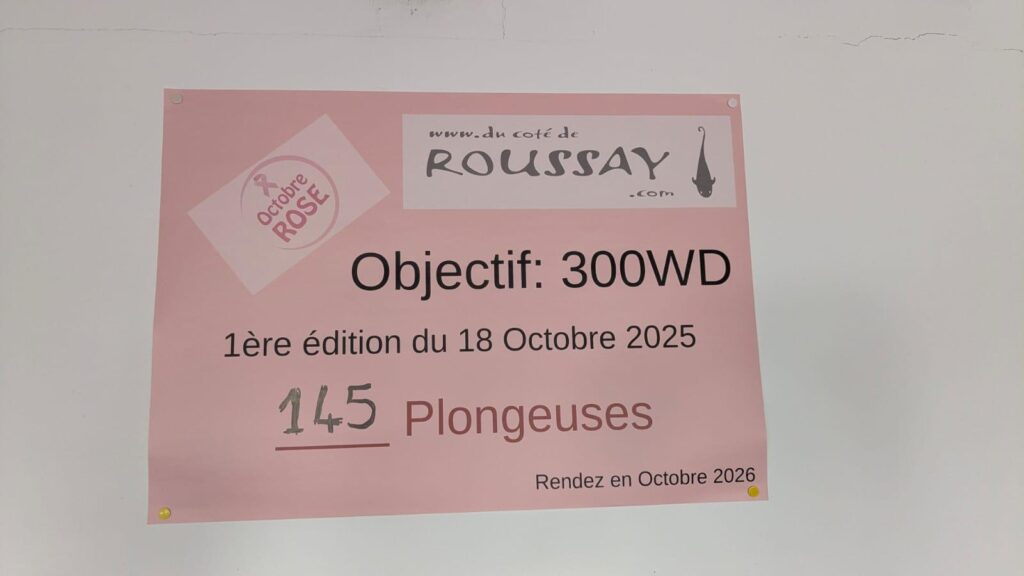 Octobre
ROSE
www.du coté de
ROUSSAY
.com
Objectif: 300WD
1ère édition du 18 Octobre 2025
145 Plongeuses
Rendez en Octobre 2026